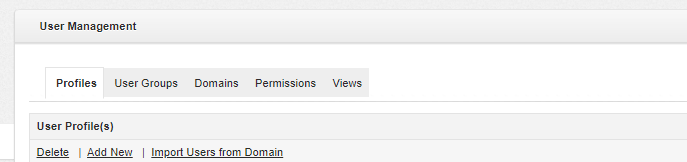 User Management
Profiles User Groups Domains Permissions Views
User Profile(s)
Delete | Add New | Import Users from Domain